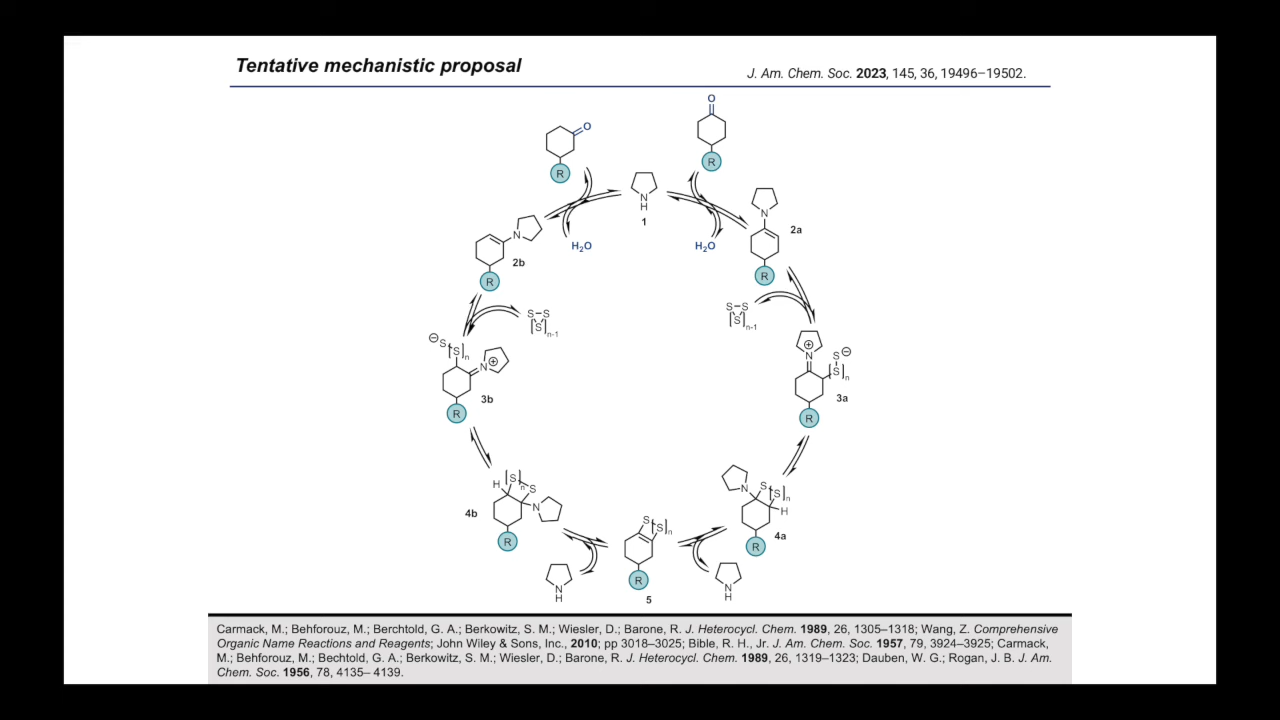 Tentative mechanistic proposal
J. Am. Chem. Soc. 2023, 145, 36, 19496–19502.
O
O
R
R
N
H
1
N
2b
R
H₂O
H₂O
N
2a
R
S S
S n-1
S S
S n-1
⊖
S
S n
N ⊕
3b
R
⊕
N
S ⊖
S n
3a
R
H
S n
S
N
4b
R
N
S
S n
H
4a
R
S
S n
R
5
N
H
N
H
Carmack, M.; Behforouz, M.; Berchtold, G. A.; Berkowitz, S. M.; Wiesler, D.; Barone, R. J. Heterocycl. Chem. 1989, 26, 1305–1318; Wang, Z. Comprehensive
Organic Name Reactions and Reagents; John Wiley & Sons, Inc., 2010; pp 3018–3025; Bible, R. H., Jr. J. Am. Chem. Soc. 1957, 79, 3924–3925; Carmack,
M.; Behforouz, M.; Bechtold, G. A.; Berkowitz, S. M.; Wiesler, D.; Barone, R. J. Heterocycl. Chem. 1989, 26, 1319–1323; Dauben, W. G.; Rogan, J. B. J. Am.
Chem. Soc. 1956, 78, 4135– 4139.